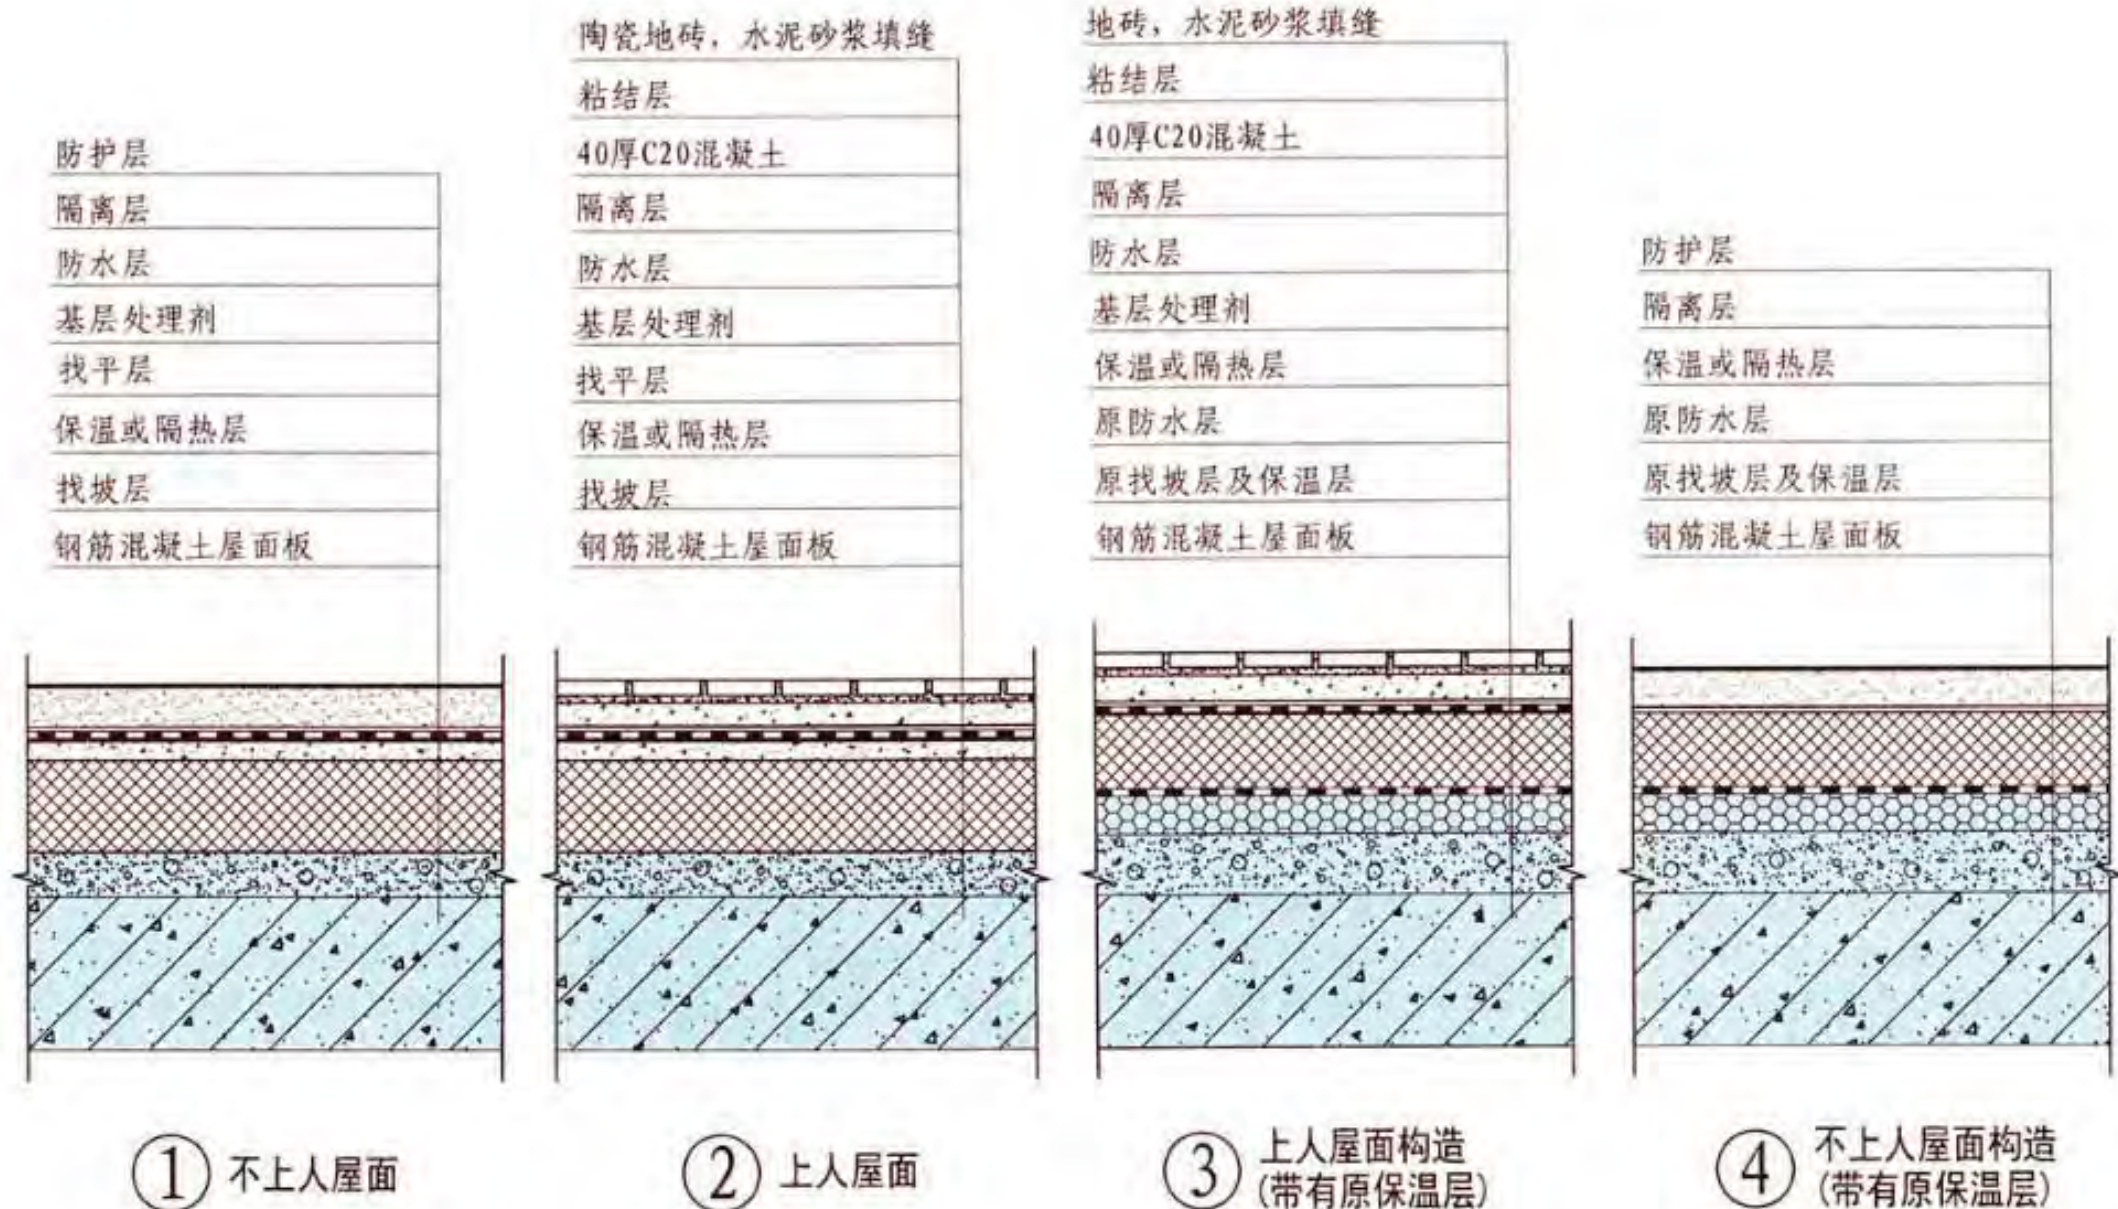 防护层
隔离层
防水层
基层处理剂
找平层
保温或隔热层
找坡层
钢筋混凝土屋面板
① 不上人屋面
陶瓷地砖，水泥砂浆填缝
粘结层
40厚C20混凝土
隔离层
防水层
基层处理剂
找平层
保温或隔热层
找坡层
钢筋混凝土屋面板
② 上人屋面
地砖，水泥砂浆填缝
粘结层
40厚C20混凝土
隔离层
防水层
基层处理剂
保温或隔热层
原防水层
原找坡层及保温层
钢筋混凝土屋面板
③ 上人屋面构造
(带有原保温层)
防护层
隔离层
保温或隔热层
原防水层
原找坡层及保温层
钢筋混凝土屋面板
④ 不上人屋面构造
(带有原保温层)